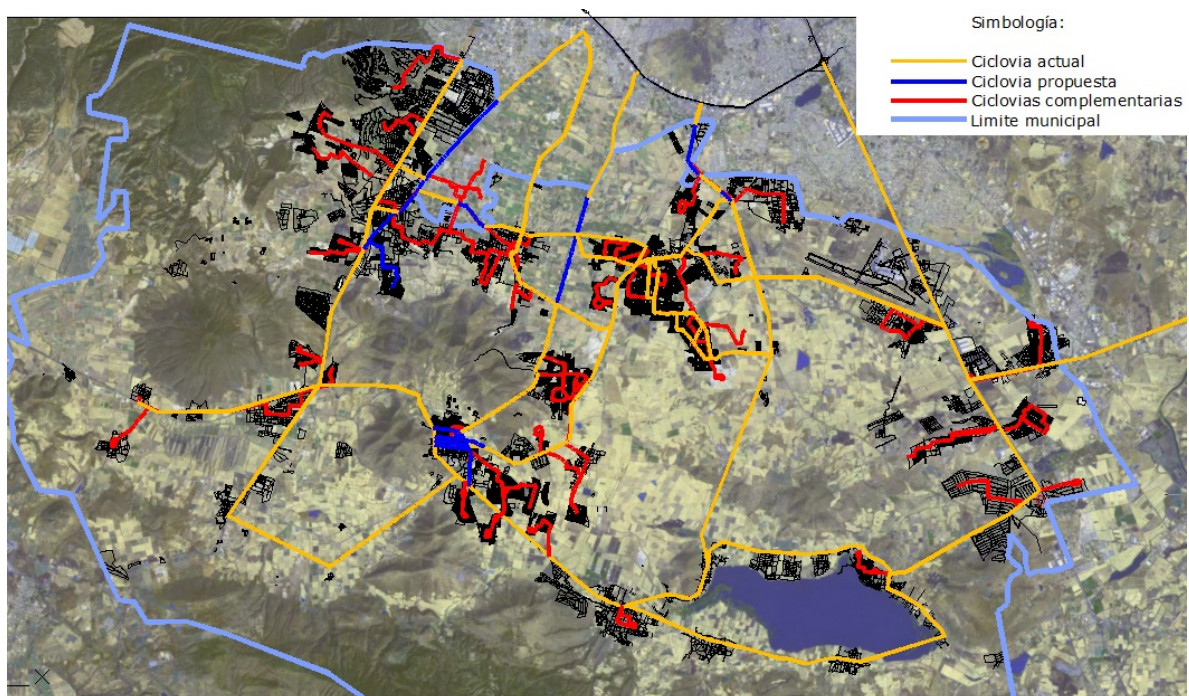 Simbología:
Ciclovia actual
Ciclovia propuesta
Ciclovias complementarias
Limite municipal